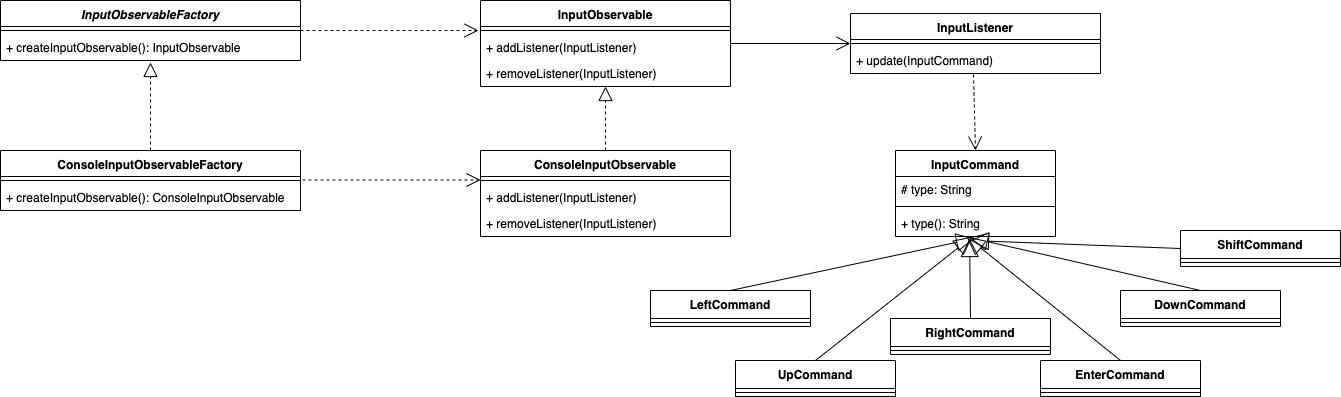 InputObservableFactory
+ createInputObservable(): InputObservable
InputObservable
+ addListener(InputListener)
+ removeListener(InputListener)
InputListener
+ update(InputCommand)
ConsoleInputObservableFactory
+ createInputObservable(): ConsoleInputObservable
ConsoleInputObservable
+ addListener(InputListener)
+ removeListener(InputListener)
InputCommand
# type: String
+ type(): String
ShiftCommand
LeftCommand
DownCommand
RightCommand
UpCommand
EnterCommand